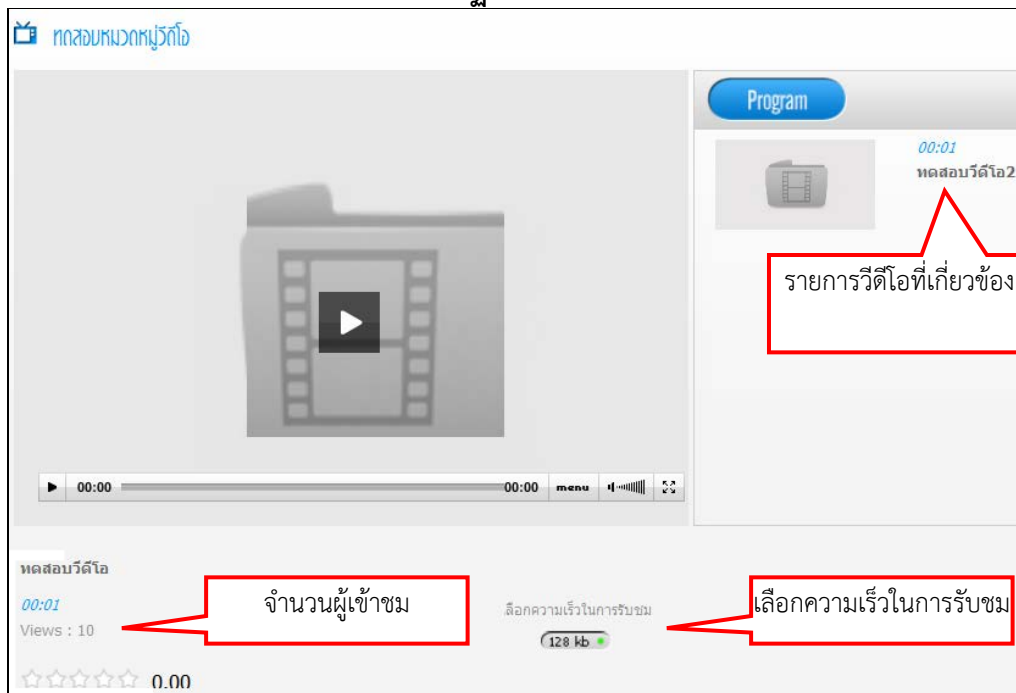 ทดสอบหมวดหมู่วีดีโอ
Program
00:01
ทดสอบวีดีโอ2
รายการวีดีโอที่เกี่ยวข้อง
00:00
00:00
menu
ทดสอบวีดีโอ
00:01
Views : 10
จำนวนผู้เข้าชม
ลือกความเร็วในการรับชม
128 kb
เลือกความเร็วในการรับชม
0.00